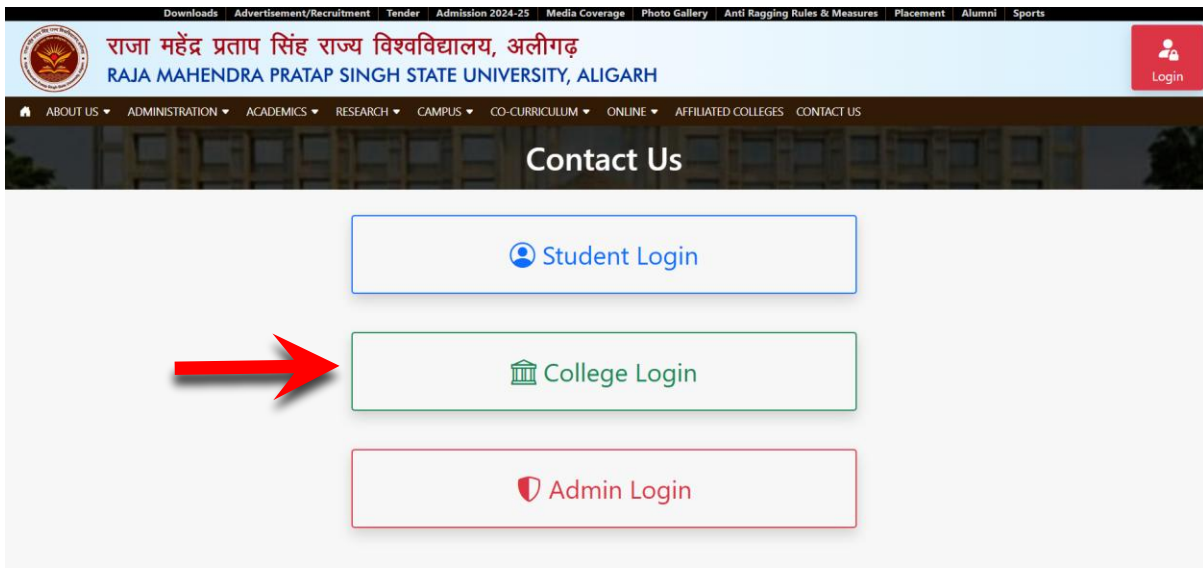 Downloads Advertisement/Recruitment Tender Admission 2024-25 Media Coverage Photo Gallery Anti Ragging Rules & Measures Placement Alumni Sports
राजा महेंद्र प्रताप सिंह राज्य विश्वविद्यालय, अलीगढ़
RAJA MAHENDRA PRATAP SINGH STATE UNIVERSITY, ALIGARH
Login
ABOUT US ADMINISTRATION ACADEMICS RESEARCH CAMPUS CO-CURRICULUM ONLINE AFFILIATED COLLEGES CONTACT US
Contact Us
Student Login
College Login
Admin Login